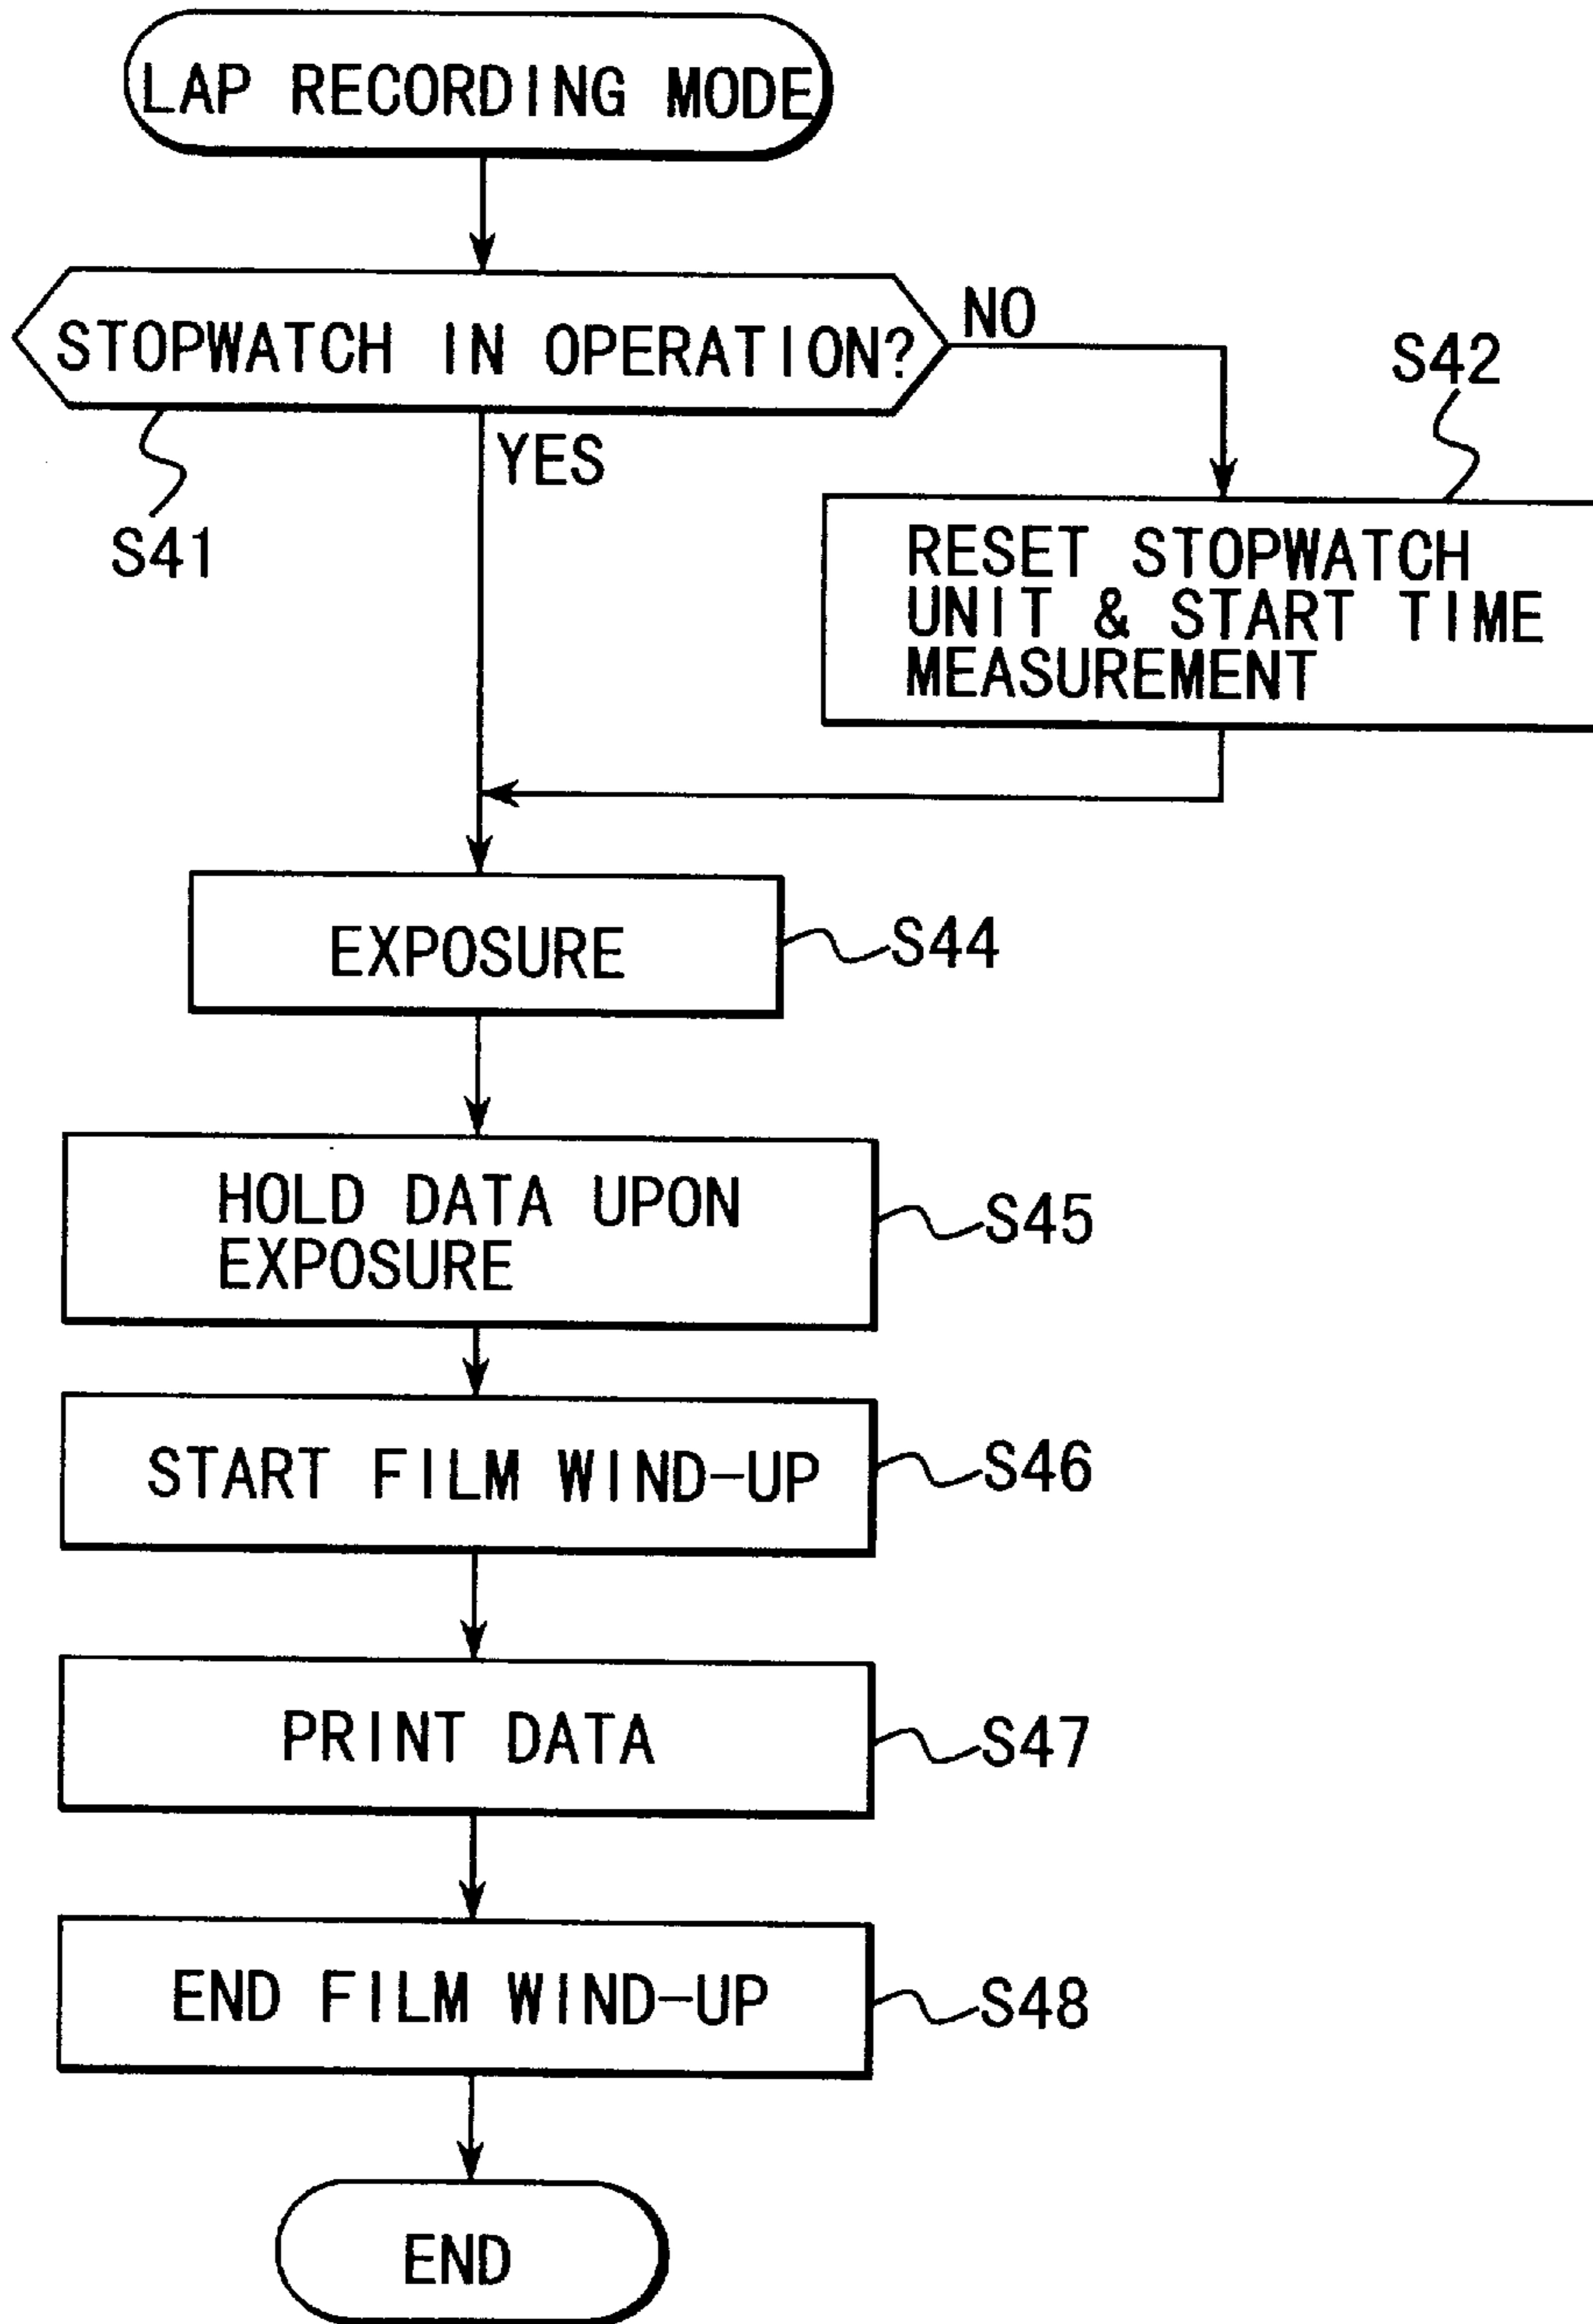 LAP RECORDING MODE
STOPWATCH IN OPERATION?
NO
S42
YES
S41
RESET STOPWATCH
UNIT & START TIME
MEASUREMENT
EXPOSURE
S44
HOLD DATA UPON
EXPOSURE
S45
START FILM WIND-UP
S46
PRINT DATA
S47
END FILM WIND-UP
S48
END